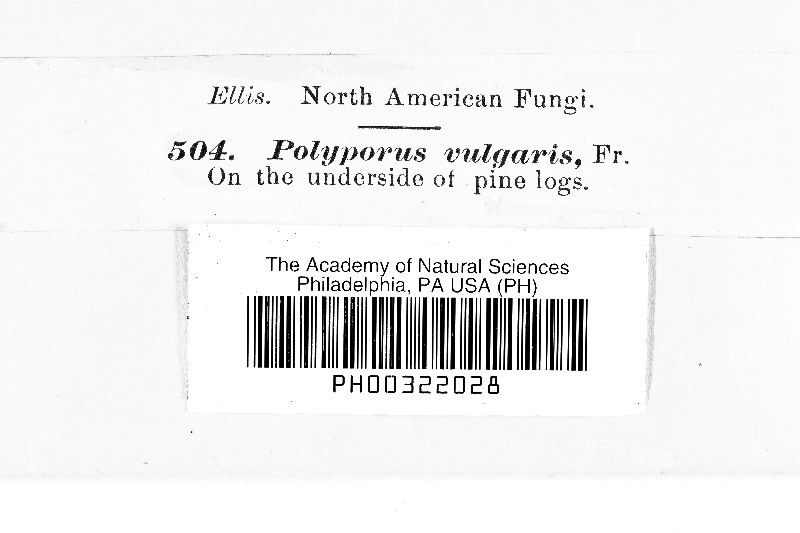 Ellis. North American Fungi.
504. Polyporus vulgaris, Fr.
On the underside of pine logs.
The Academy of Natural Sciences
Philadelphia, PA USA (PH)
PH00322028